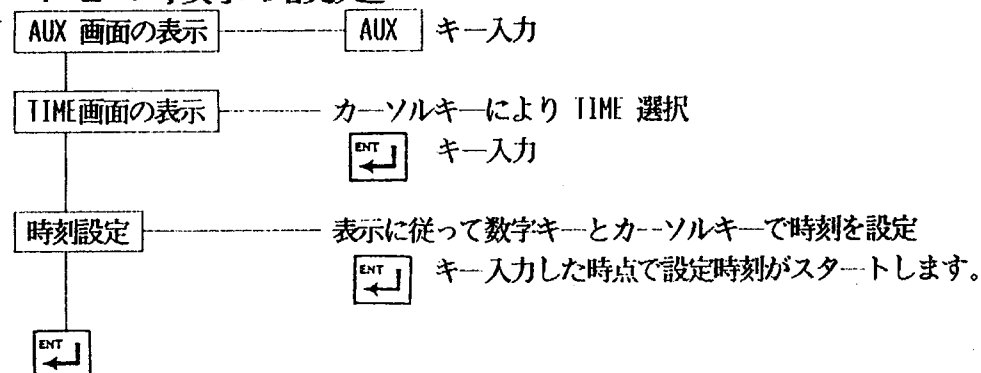 AUX 画面の表示 AUX キー入力
TIME画面の表示 カーソルキーにより TIME 選択
ENT キー入力
時刻設定 表示に従って数字キーとカーソルキーで時刻を設定
ENT キー入力した時点で設定時刻がスタートします。
ENT